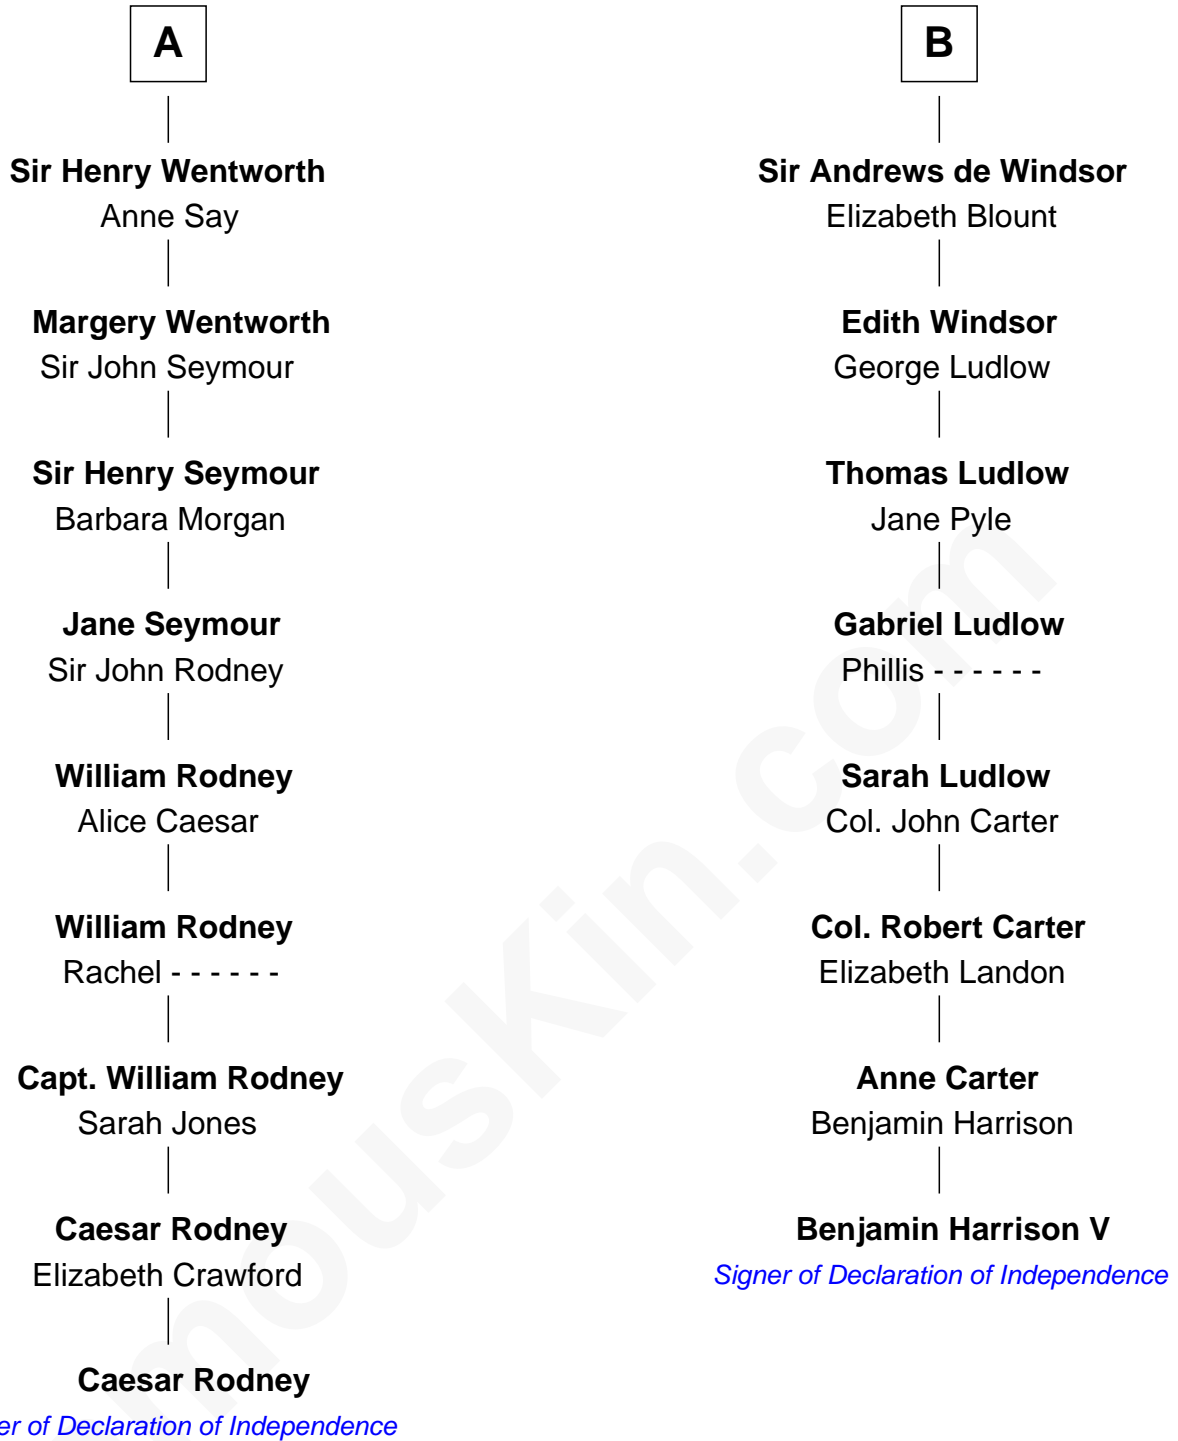 A
Sir Henry Wentworth
Anne Say
Margery Wentworth
Sir John Seymour
Sir Henry Seymour
Barbara Morgan
Jane Seymour
Sir John Rodney
William Rodney
Alice Caesar
William Rodney
Rachel - - - - - -
Capt. William Rodney
Sarah Jones
Caesar Rodney
Elizabeth Crawford
Caesar Rodney
er of Declaration of Independence
B
Sir Andrews de Windsor
Elizabeth Blount
Edith Windsor
George Ludlow
Thomas Ludlow
Jane Pyle
Gabriel Ludlow
Phillis - - - - - -
Sarah Ludlow
Col. John Carter
Col. Robert Carter
Elizabeth Landon
Anne Carter
Benjamin Harrison
Benjamin Harrison V
Signer of Declaration of Independence
mousKin.com